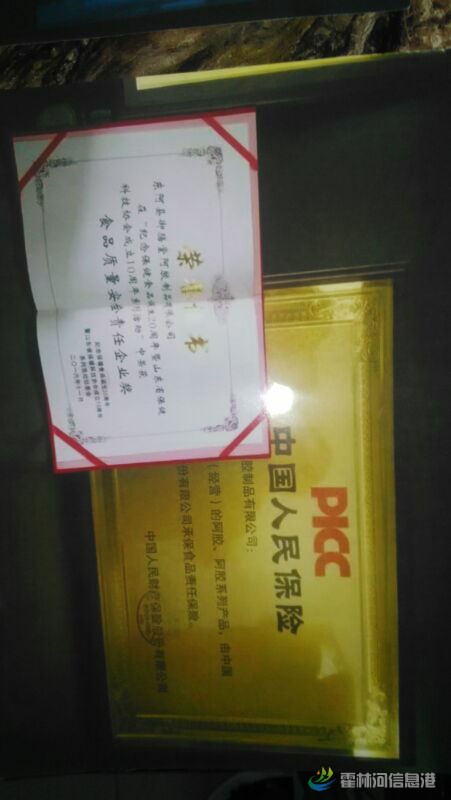 荣誉证书
东阿县御膳堂阿胶制品有限公司
在“纪念保健食品诞生20周年暨山东省保健
科技协会成立10周年系列活动”中荣获
食品质量安全责任企业奖
二〇一六年十一月
PICC
中国人民保险
胶制品有限公司：
（经营）的阿胶、阿胶系列产品，由中国
份有限公司承保食品责任保险。
中国人民财产保险股份有限公司
霍林河信息港